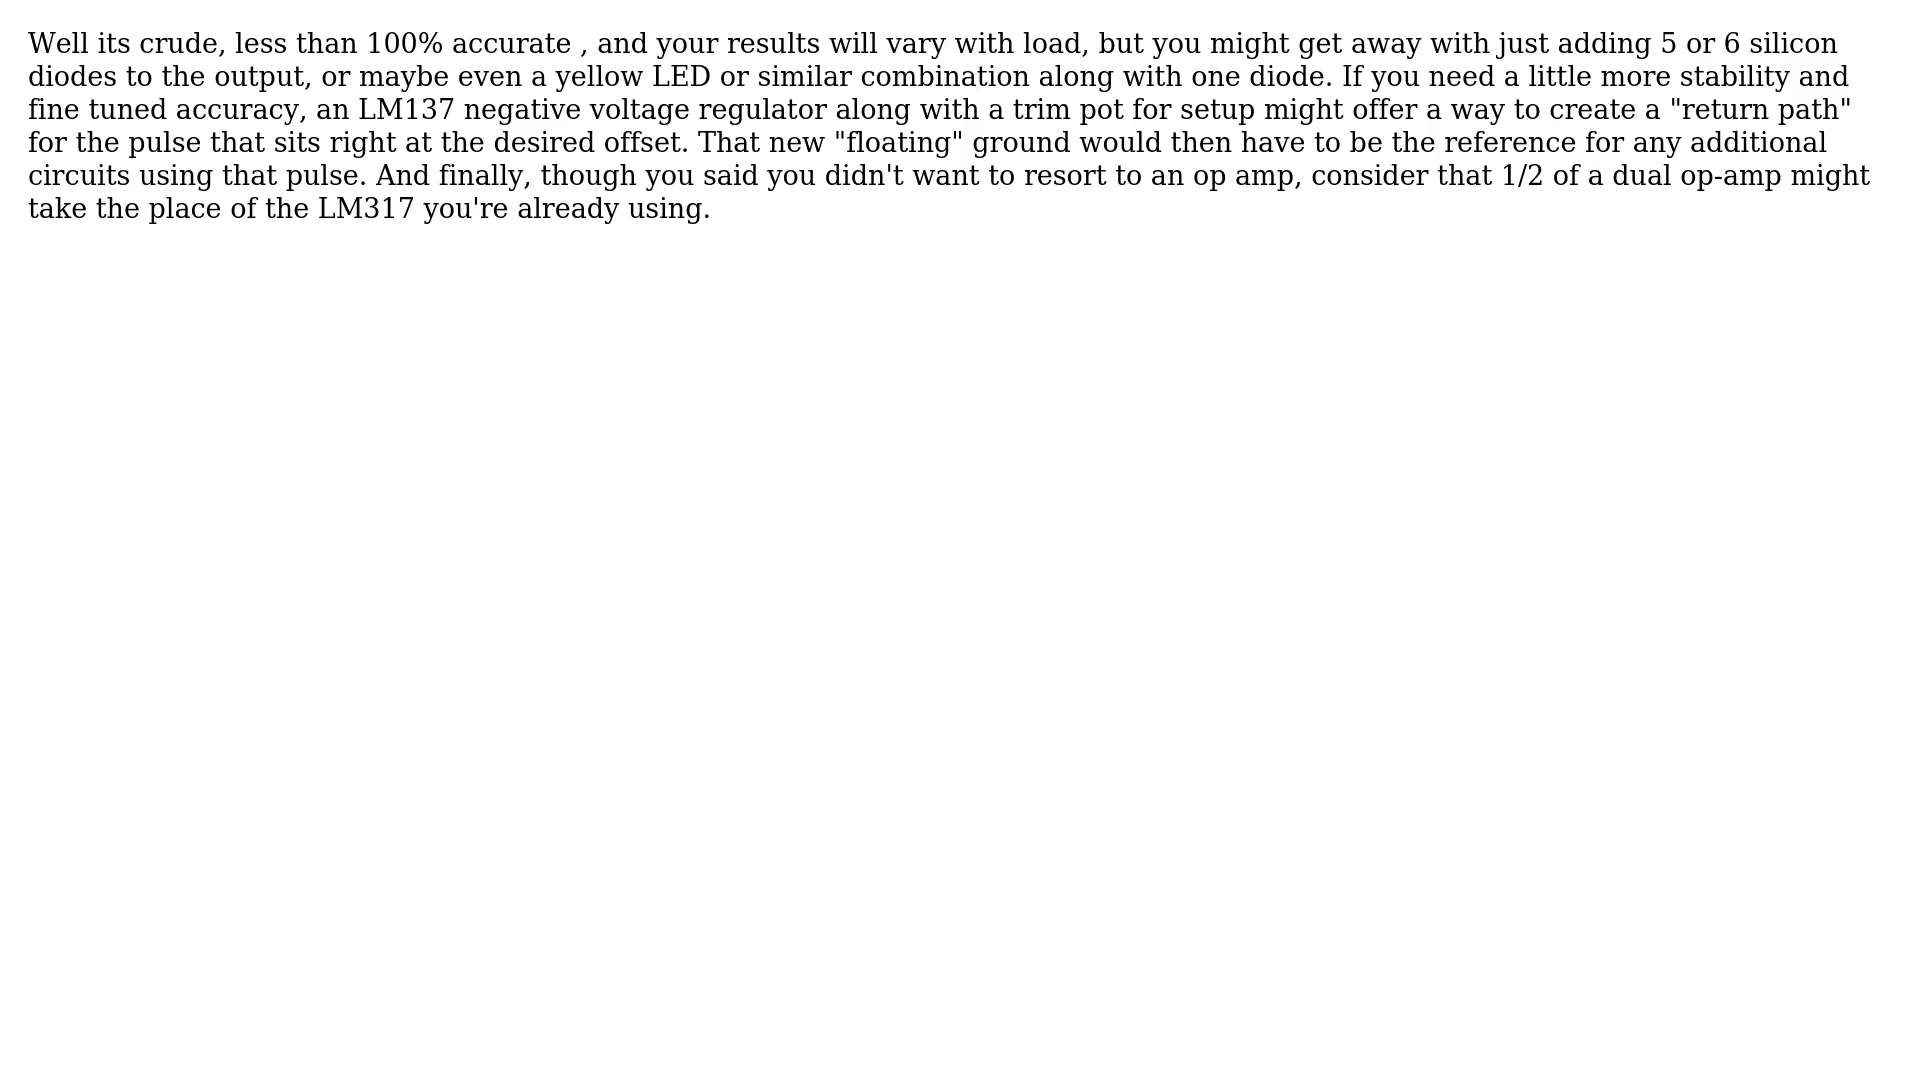 Well its crude, less than 100% accurate , and your results will vary with load, but you might get away with just adding 5 or 6 silicon
diodes to the output, or maybe even a yellow LED or similar combination along with one diode. If you need a little more stability and
fine tuned accuracy, an LM137 negative voltage regulator along with a trim pot for setup might offer a way to create a "return path"
for the pulse that sits right at the desired offset. That new "floating" ground would then have to be the reference for any additional
circuits using that pulse. And finally, though you said you didn't want to resort to an op amp, consider that 1/2 of a dual op-amp might
take the place of the LM317 you're already using.